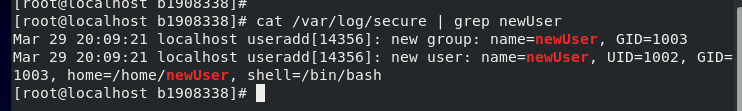 [root@localhost b1908338]#
[root@localhost b1908338]# cat /var/log/secure | grep newUser
Mar 29 20:09:21 localhost useradd[14356]: new group: name=newUser, GID=1003
Mar 29 20:09:21 localhost useradd[14356]: new user: name=newUser, UID=1002, GID=
1003, home=/home/newUser, shell=/bin/bash
[root@localhost b1908338]#